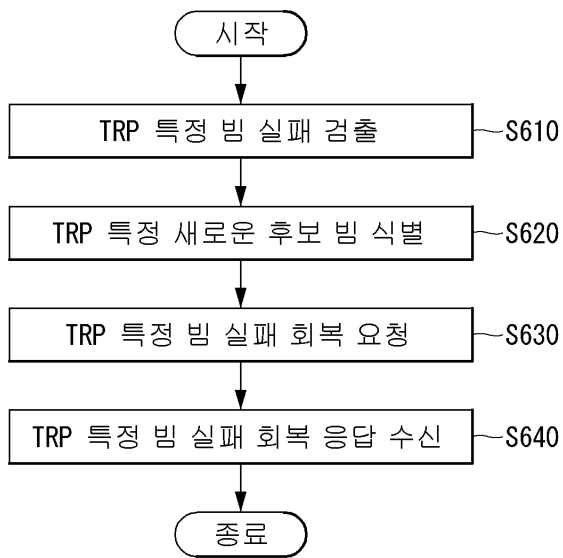 시작
TRP 특정 빔 실패 검출 S610
TRP 특정 새로운 후보 빔 식별 S620
TRP 특정 빔 실패 회복 요청 S630
TRP 특정 빔 실패 회복 응답 수신 S640
종료